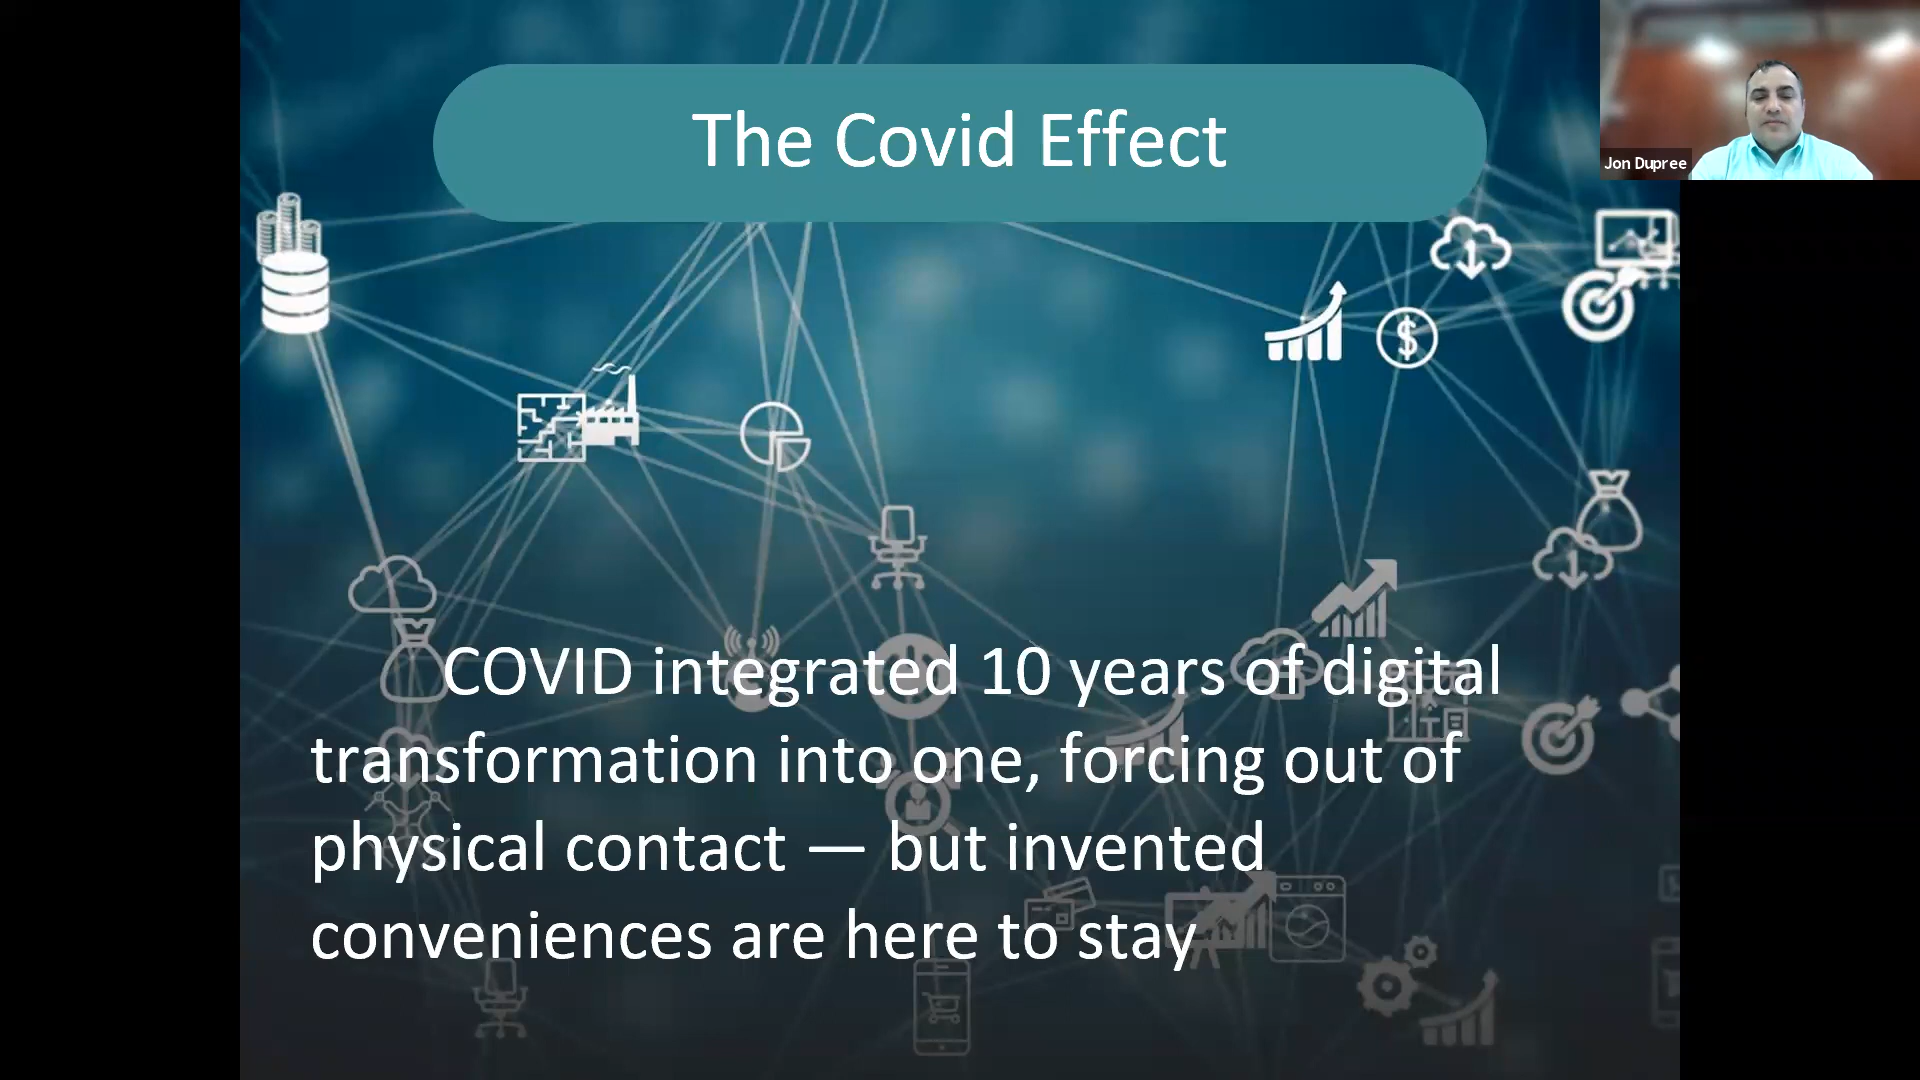 The Covid Effect
Jon Dupree
COVID integrated 10 years of digital
transformation into one, forcing out of
physical contact — but invented
conveniences are here to stay